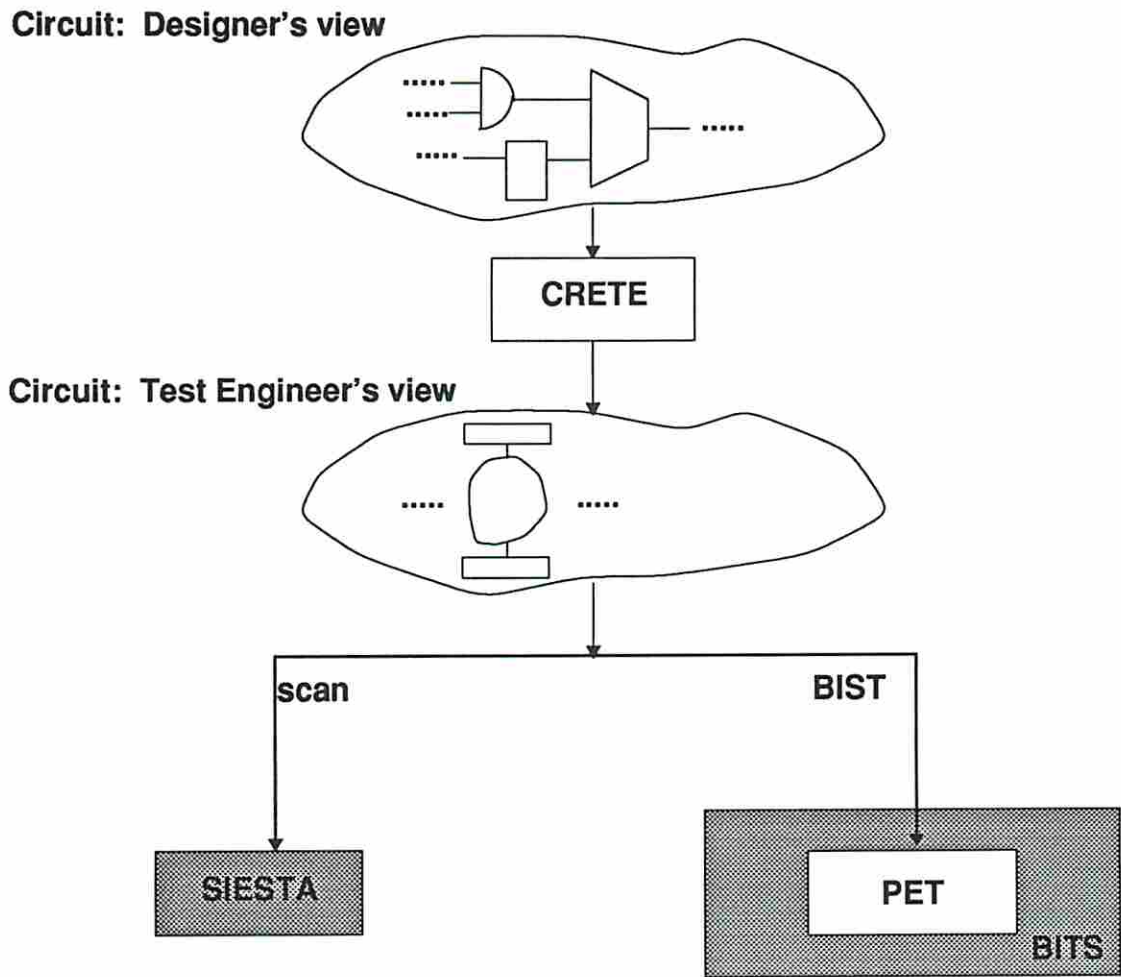 Circuit: Designer's view
CRETE
Circuit: Test Engineer's view
scan
BIST
SIESTA
PET
BITS